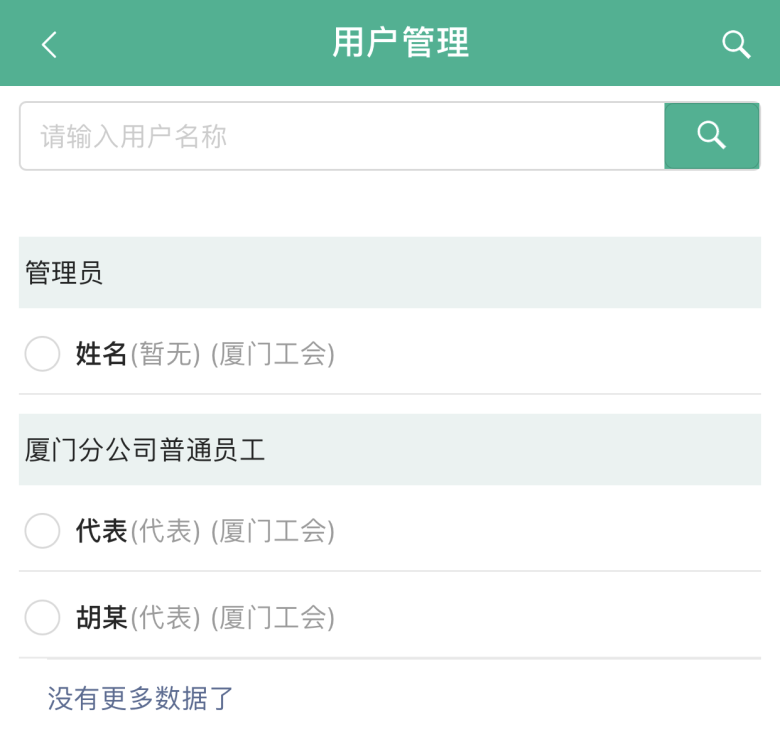 用户管理
请输入用户名称
管理员
姓名(暂无) (厦门工会)
厦门分公司普通员工
代表(代表) (厦门工会)
胡某(代表) (厦门工会)
没有更多数据了